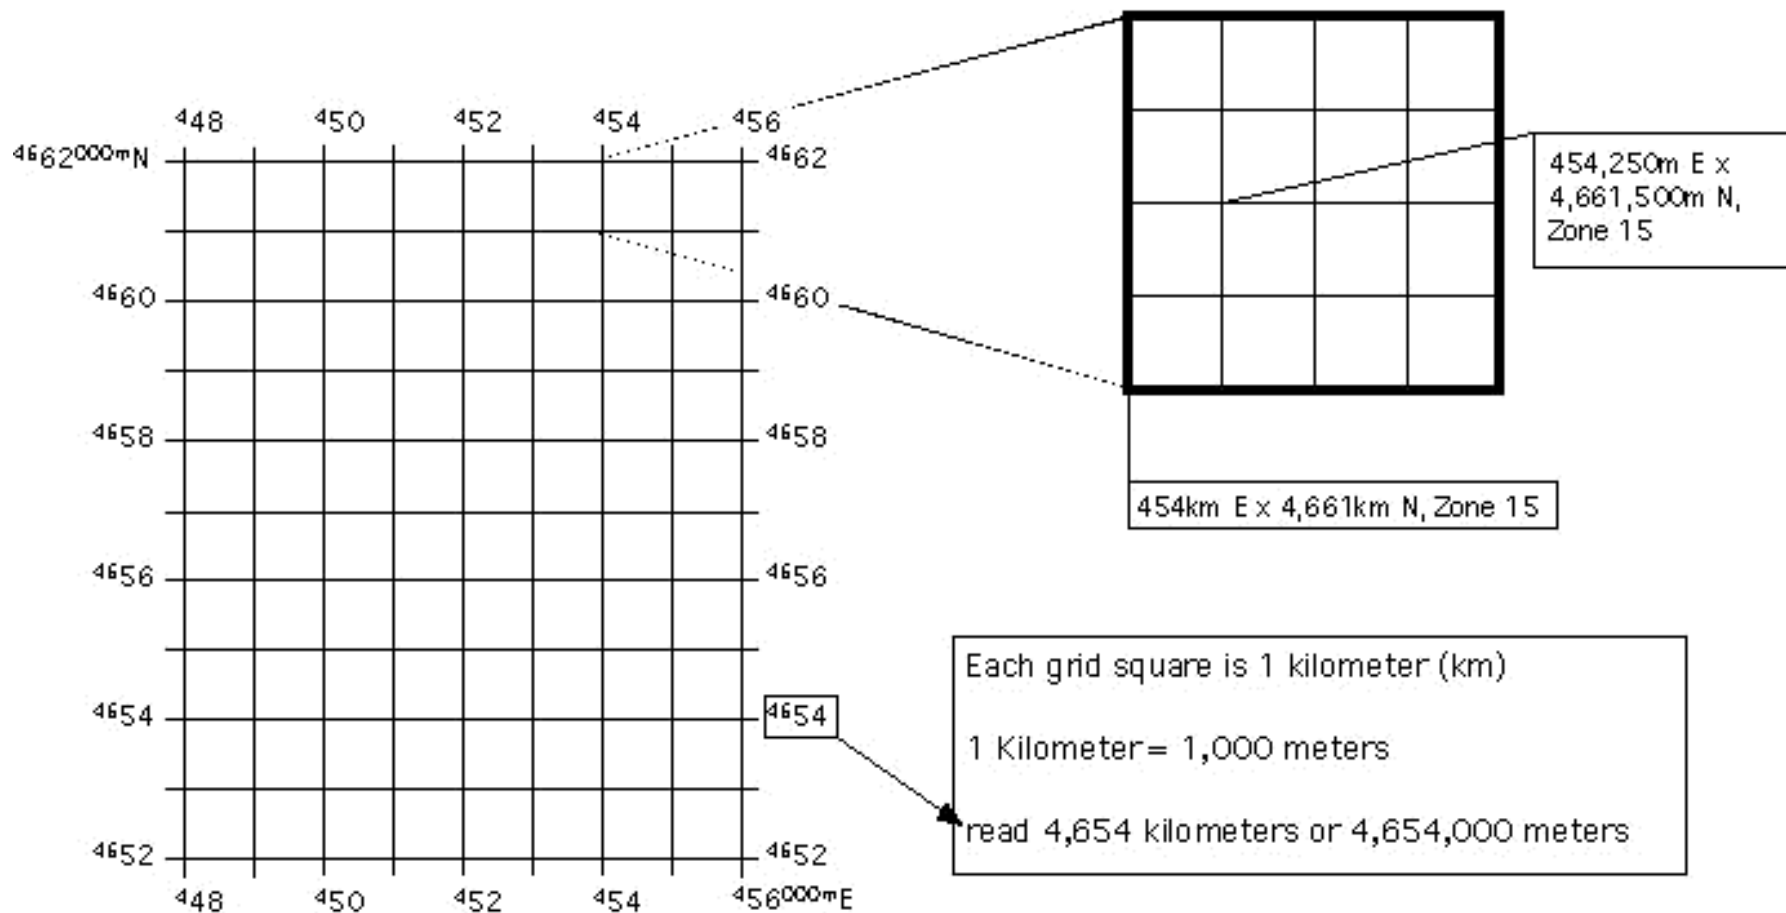 448 450 452 454 456
4662000mN 4662
454,250m E x
4,661,500m N,
Zone 15
4660 4660
4658 4658
454km E x 4,661km N, Zone 15
4656 4656
Each grid square is 1 kilometer (km)
1 Kilometer = 1,000 meters
4654 4654
read 4,654 kilometers or 4,654,000 meters
4652 4652
448 450 452 454 456000mE